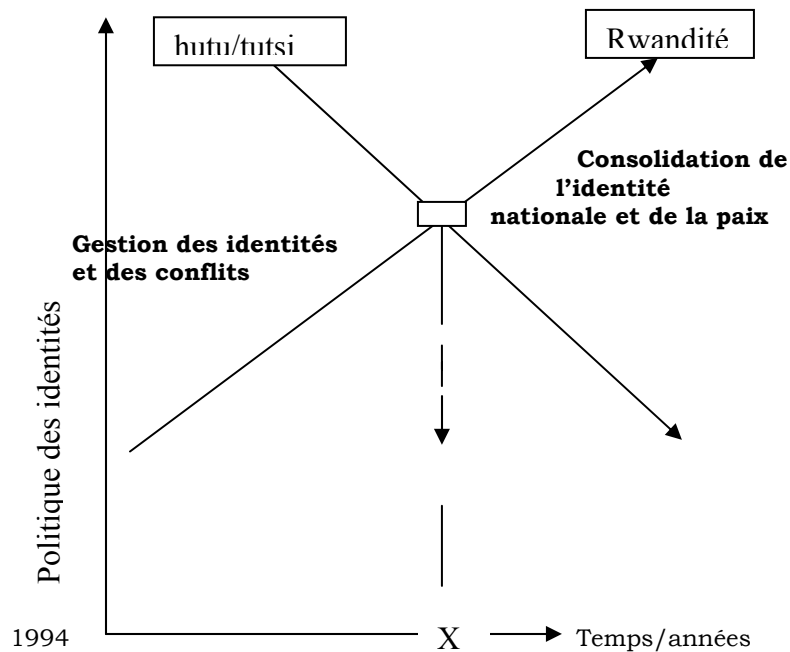 hutu/tutsi
Rwandité
Consolidation de
l’identité
nationale et de la paix
Gestion des identités
et des conflits
Politique des identités
1994
X
Temps/années